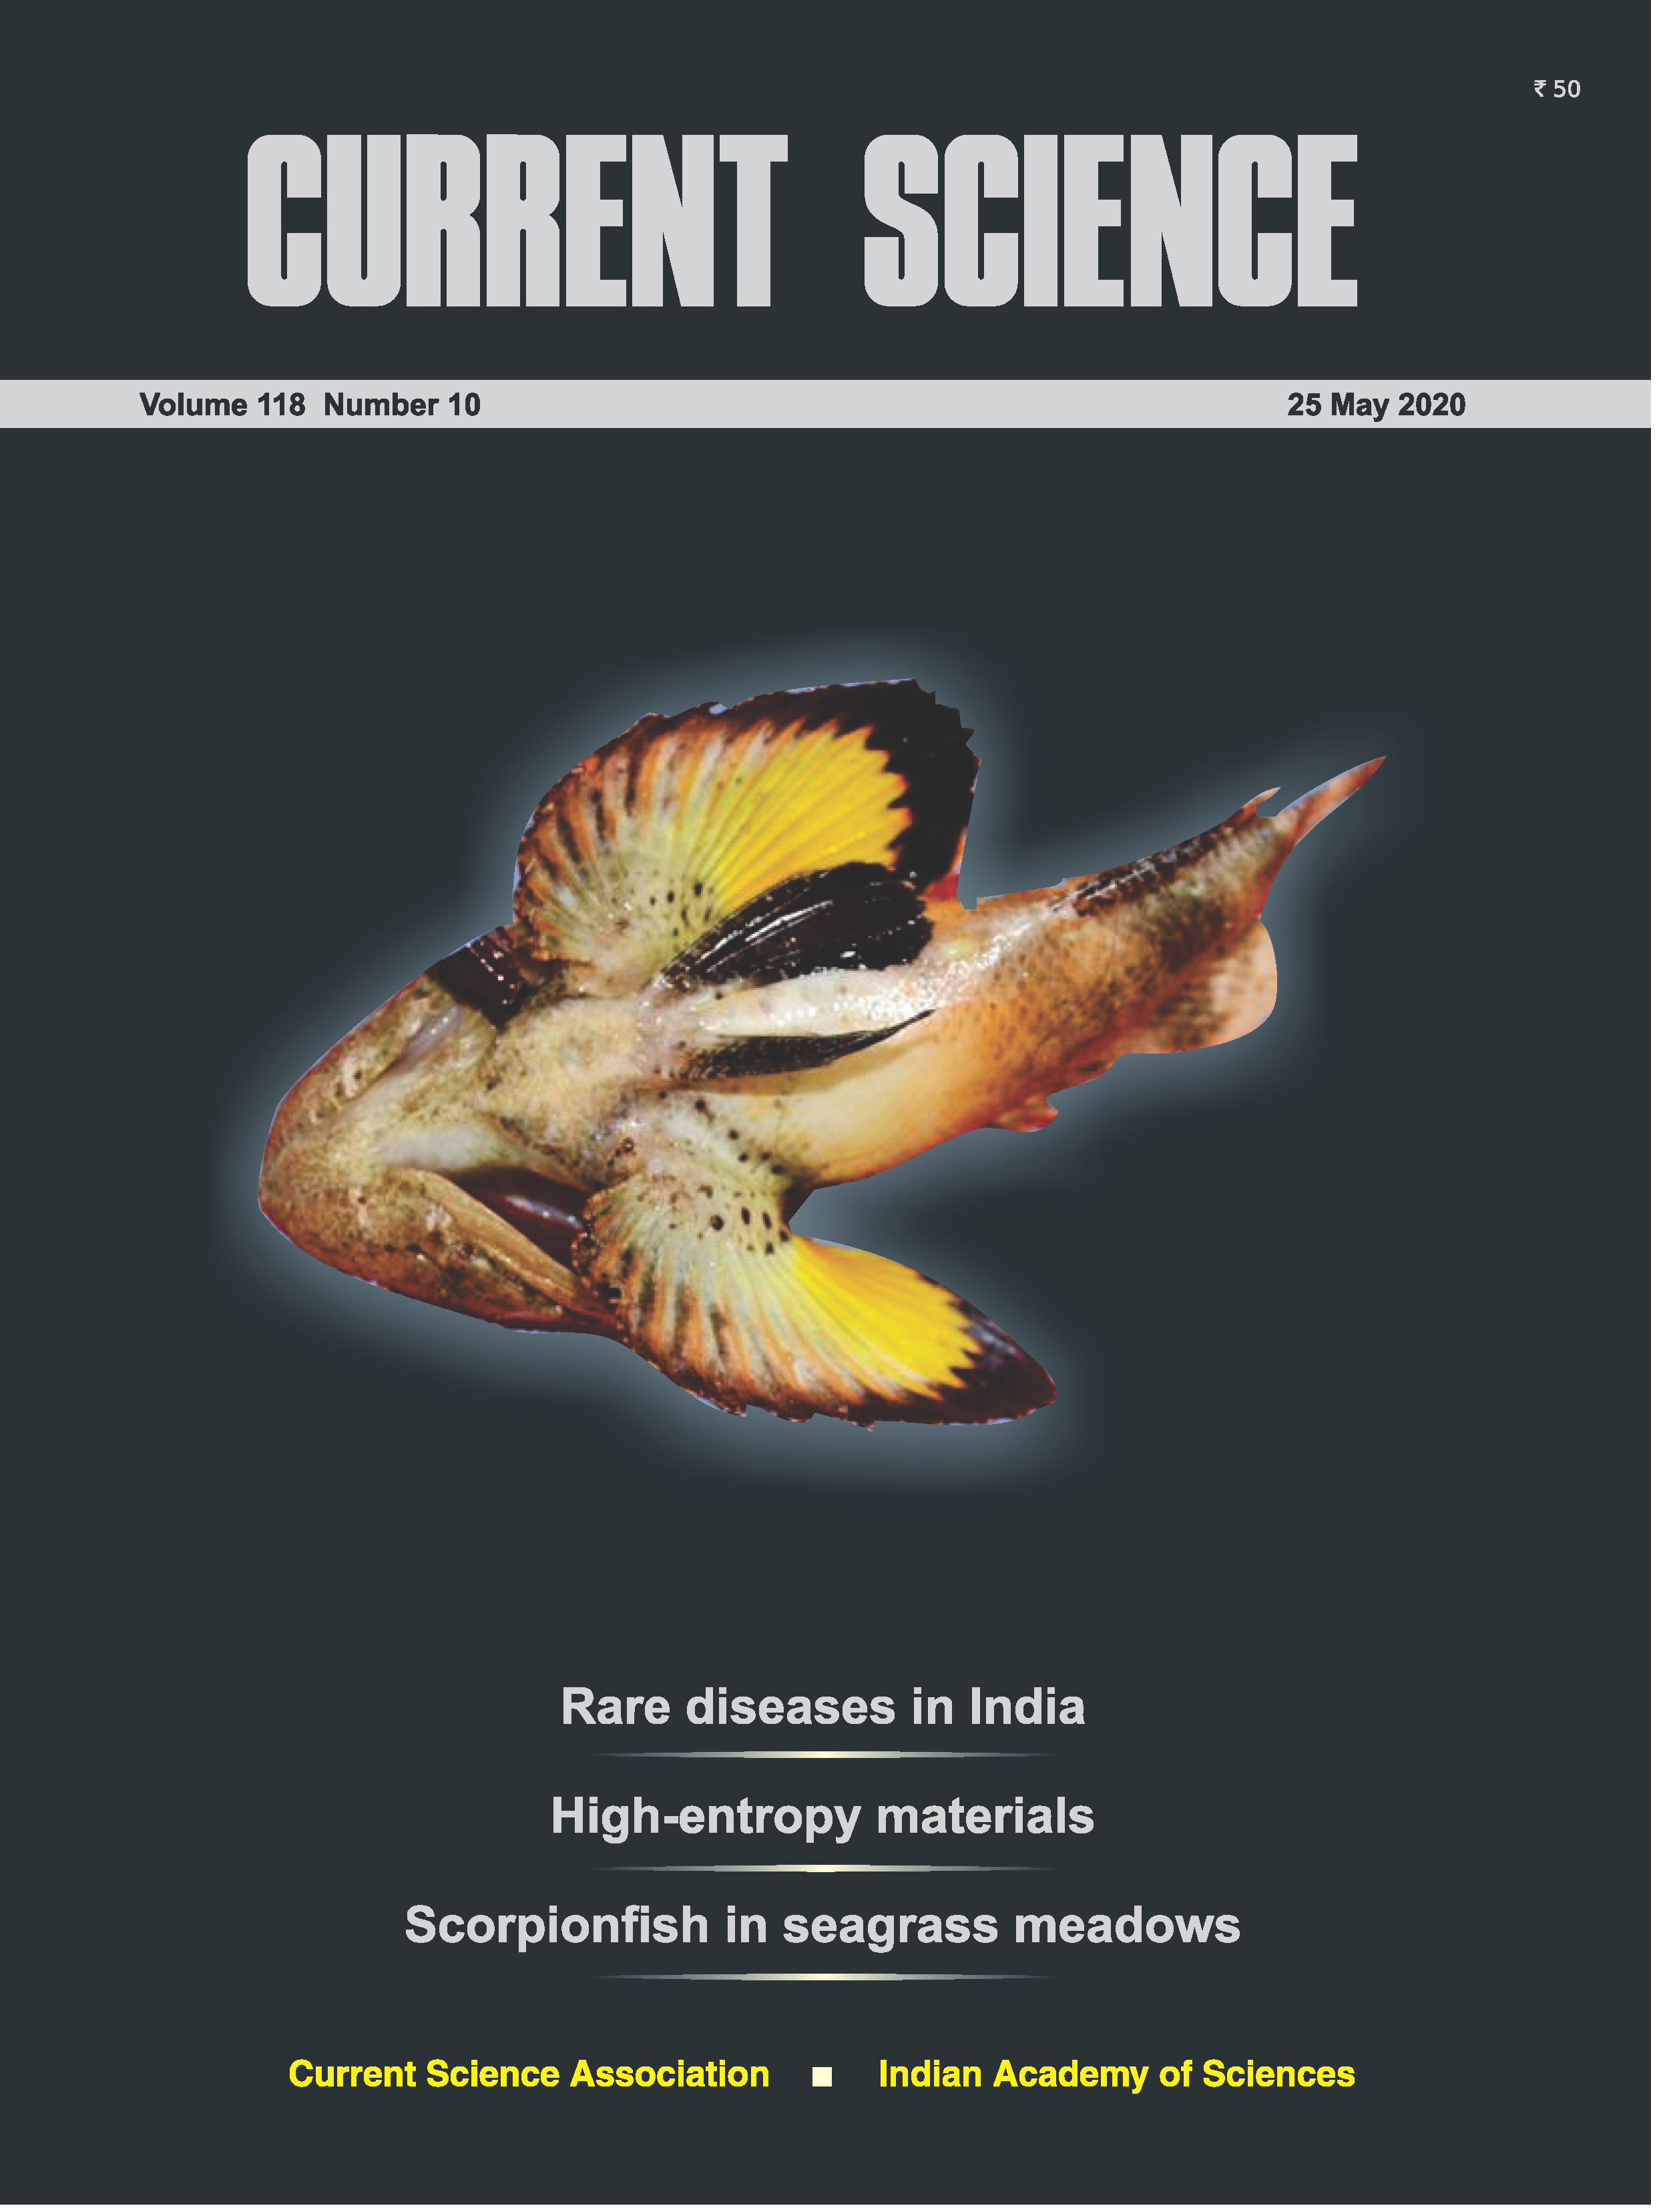 ₹ 50
CURRENT SCIENCE
Volume 118 Number 10
25 May 2020
Rare diseases in India
High-entropy materials
Scorpionfish in seagrass meadows
Current Science Association ■ Indian Academy of Sciences